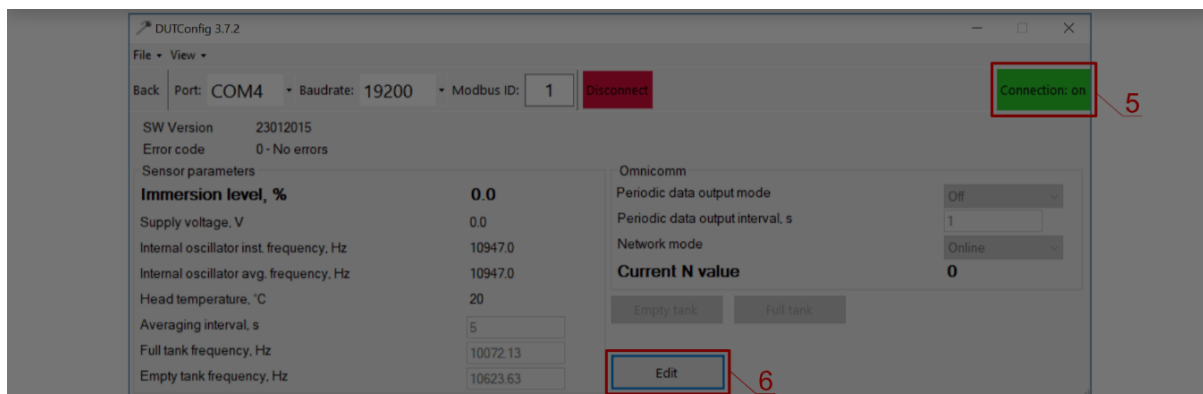 DUTConfig 3.7.2
File View
Back Port: COM4 Baudrate: 19200 Modbus ID: 1 Disconnect Connection: on
5
SW Version 23012015
Error code 0 - No errors
Sensor parameters
Immersion level, % 0.0
Supply voltage, V 0.0
Internal oscillator inst. frequency, Hz 10947.0
Internal oscillator avg. frequency, Hz 10947.0
Head temperature, °C 20
Averaging interval, s 5
Full tank frequency, Hz 10072.13
Empty tank frequency, Hz 10623.63
Omnicomm
Periodic data output mode Off
Periodic data output interval, s 1
Network mode Online
Current N value 0
Empty tank Full tank
Edit
6